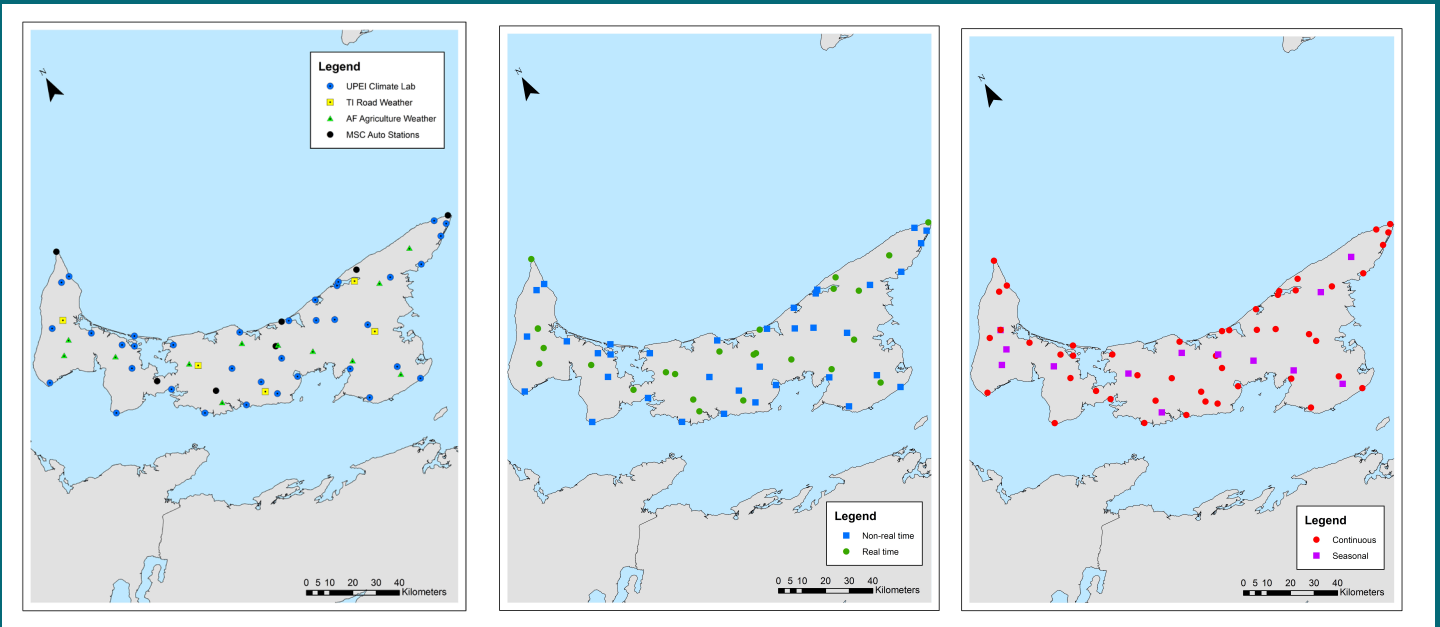 N
Legend
UPEI Climate Lab
TI Road Weather
AF Agriculture Weather
MSC Auto Stations
0 5 10 20 30 40
Kilometers
N
Legend
Non-real time
Real time
0 5 10 20 30 40
Kilometers
N
Legend
Continuous
Seasonal
0 5 10 20 30 40
Kilometers